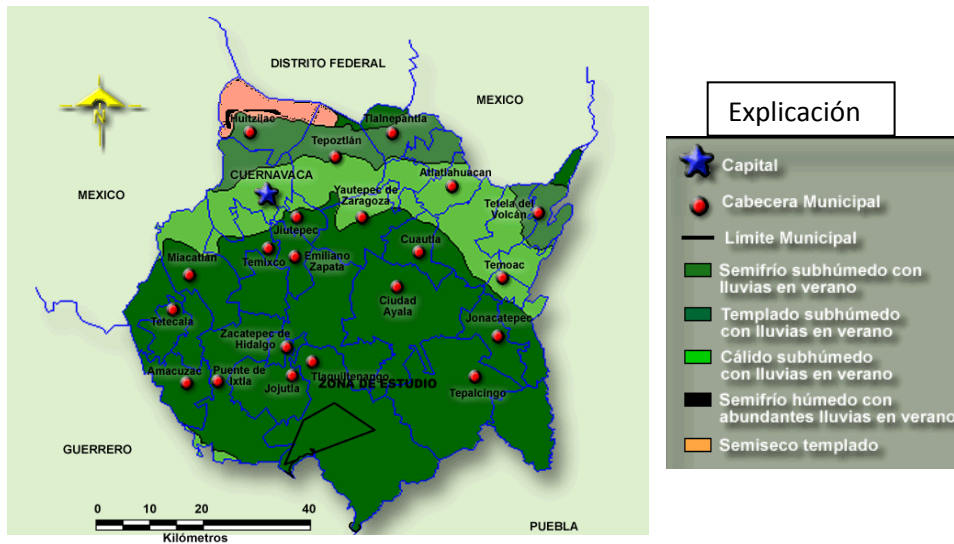 DISTRITO FEDERAL
MEXICO
Huitzilac
Tlalnepantla
Tepoztlán
N
MEXICO
CUERNAVACA
Atlatlahuacan
Yautepec de
Zaragoza
Tetela del
Volcán
Jiutepec
Cuautla
Miacatlán
Temixco
Emiliano
Zapata
Temoac
Ciudad
Ayala
Tetecala
Jonacatepec
Zacatepec de
Hidalgo
Amacuzac
Puente de
Ixtla
Jojutla
Tlaquiltenango
ZONA DE ESTUDIO
Tepalcingo
GUERRERO
0 10 20 40
Kilómetros
PUEBLA
Explicación
Capital
Cabecera Municipal
Límite Municipal
Semifrío subhúmedo con
lluvias en verano
Templado subhúmedo
con lluvias en verano
Cálido subhúmedo
con lluvias en verano
Semifrío húmedo con
abundantes lluvias en verano
Semiseco templado